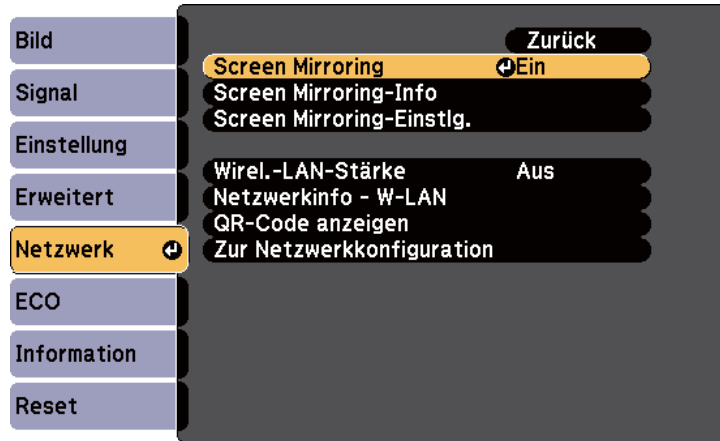 Bild
Signal
Einstellung
Erweitert
Netzwerk
ECO
Information
Reset
Zurück
Screen Mirroring Ein
Screen Mirroring-Info
Screen Mirroring-Einstlg.
Wirel.-LAN-Stärke Aus
Netzwerkinfo - W-LAN
QR-Code anzeigen
Zur Netzwerkkonfiguration